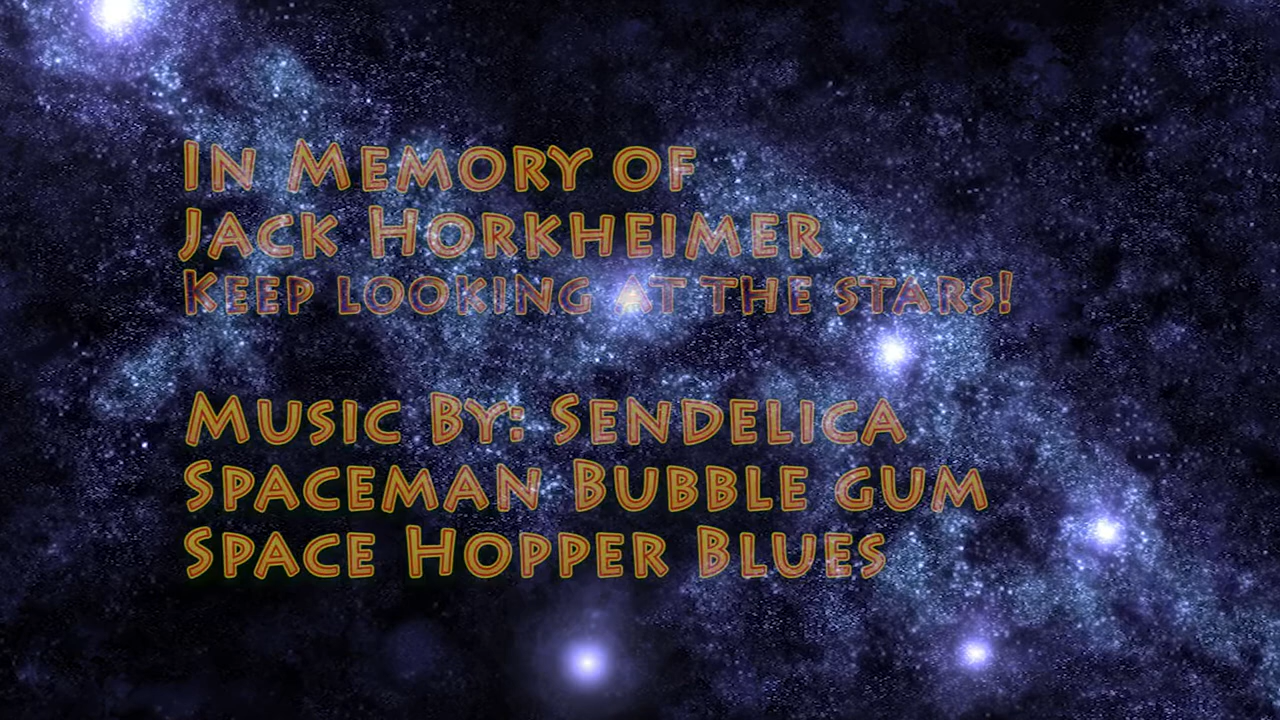 In Memory of
Jack Horkheimer
Keep looking at the stars!
Music By: Sendelica
Spaceman Bubble gum
Space Hopper Blues